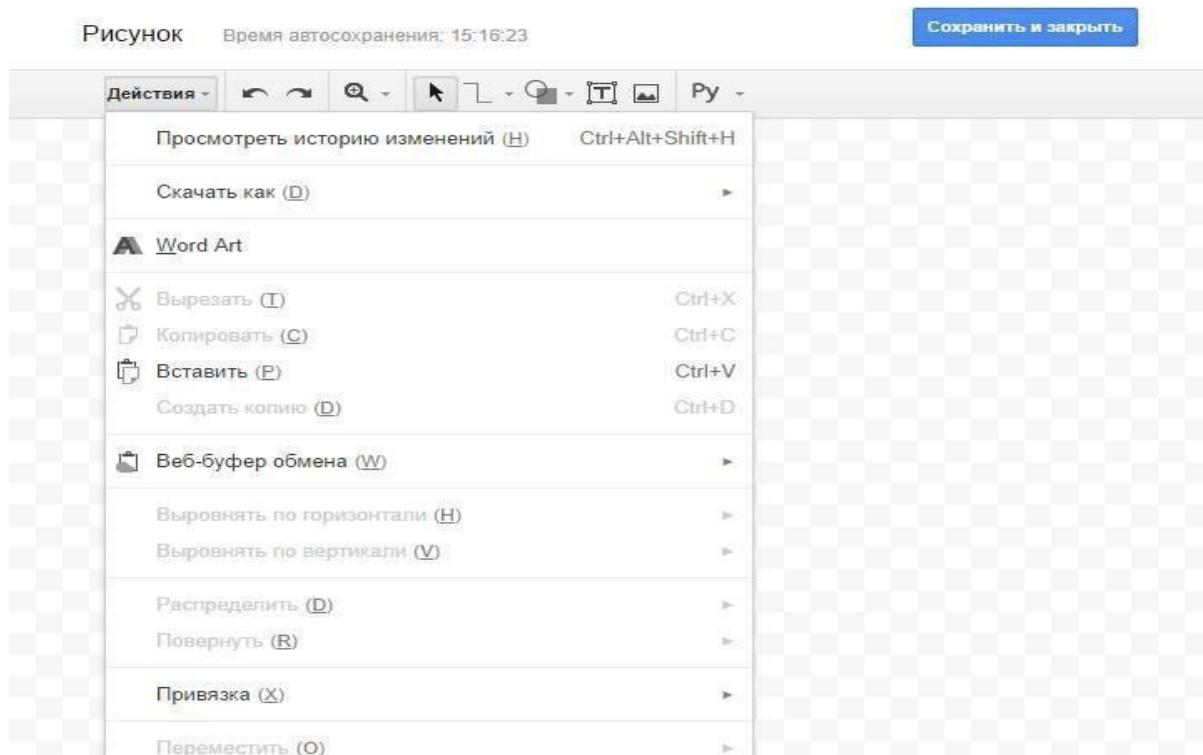 Рисунок Время автосохранения: 15:16:23 Сохранить и закрыть
Действия Ру
Просмотреть историю изменений (H) Ctrl+Alt+Shift+H
Скачать как (D)
Word Art
Вырезать (T) Ctrl+X
Копировать (C) Ctrl+C
Вставить (P) Ctrl+V
Создать копию (D) Ctrl+D
Веб-буфер обмена (W)
Выровнять по горизонтали (H)
Выровнять по вертикали (V)
Распределить (D)
Повернуть (R)
Привязка (X)
Переместить (O)